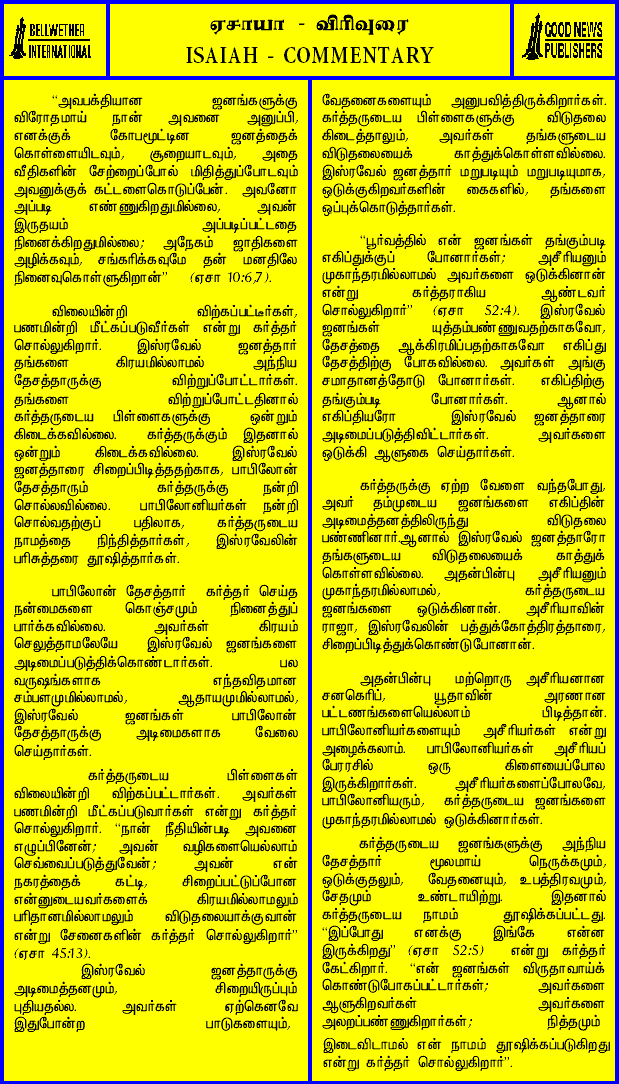 BELLWETHER
INTERNATIONAL
ஏசாயா - விரிவுரை
ISAIAH - COMMENTARY
GOOD NEWS
PUBLISHERS
“அவபக்தியான ஜனங்களுக்கு
விரோதமாய் நான் அவனை அனுப்பி,
எனக்குக் கோபமூட்டின ஜனத்தைக்
கொள்ளையிடவும், சூறையாடவும், அதை
வீதிகளின் சேற்றைப்போல் மிதித்துப்போடவும்
அவனுக்குக் கட்டளைகொடுப்பேன். அவனோ
அப்படி எண்ணுகிறதுமில்லை, அவன்
இருதயம் அப்படிப்பட்டதை
நினைக்கிறதுமில்லை; அநேகம் ஜாதிகளை
அழிக்கவும், சங்கரிக்கவுமே தன் மனதிலே
நினைவுகொள்ளுகிறான்” (ஏசா 10:6,7).
விலையின்றி விற்கப்பட்டீர்கள்,
பணமின்றி மீட்கப்படுவீர்கள் என்று கர்த்தர்
சொல்லுகிறார். இஸ்ரவேல் ஜனத்தார்
தங்களை கிரயமில்லாமல் அந்நிய
தேசத்தாருக்கு விற்றுப்போட்டார்கள்.
தங்களை விற்றுப்போட்டதினால்
கர்த்தருடைய பிள்ளைகளுக்கு ஒன்றும்
கிடைக்கவில்லை. கர்த்தருக்கும் இதனால்
ஒன்றும் கிடைக்கவில்லை. இஸ்ரவேல்
ஜனத்தாரை சிறைப்பிடித்ததற்காக, பாபிலோன்
தேசத்தாரும் கர்த்தருக்கு நன்றி
சொல்லவில்லை. பாபிலோனியர்கள் நன்றி
சொல்வதற்குப் பதிலாக, கர்த்தருடைய
நாமத்தை நிந்தித்தார்கள், இஸ்ரவேலின்
பரிசுத்தரை தூஷித்தார்கள்.
பாபிலோன் தேசத்தார் கர்த்தர் செய்த
நன்மைகளை கொஞ்சமும் நினைத்துப்
பார்க்கவில்லை. அவர்கள் கிரயம்
செலுத்தாமலேயே இஸ்ரவேல் ஜனங்களை
அடிமைப்படுத்திக்கொண்டார்கள். பல
வருஷங்களாக எந்தவிதமான
சம்பளமுமில்லாமல், ஆதாயமுமில்லாமல்,
இஸ்ரவேல் ஜனங்கள் பாபிலோன்
தேசத்தாருக்கு அடிமைகளாக வேலை
செய்தார்கள்.
கர்த்தருடைய பிள்ளைகள்
விலையின்றி விற்கப்பட்டார்கள். அவர்கள்
பணமின்றி மீட்கப்படுவார்கள் என்று கர்த்தர்
சொல்லுகிறார். “நான் நீதியின்படி அவனை
எழுப்பினேன்; அவன் வழிகளையெல்லாம்
செவ்வைப்படுத்துவேன்; அவன் என்
நகரத்தைக் கட்டி, சிறைப்பட்டுப்போன
என்னுடையவர்களைக் கிரயமில்லாமலும்
பரிதானமில்லாமலும் விடுதலையாக்குவான்
என்று சேனைகளின் கர்த்தர் சொல்லுகிறார்”
(ஏசா 45:13).
இஸ்ரவேல் ஜனத்தாருக்கு
அடிமைத்தனமும், சிறையிருப்பும்
புதியதல்ல. அவர்கள் ஏற்கெனவே
இதுபோன்ற பாடுகளையும்,
வேதனைகளையும் அனுபவித்திருக்கிறார்கள்.
கர்த்தருடைய பிள்ளைகளுக்கு விடுதலை
கிடைத்தாலும், அவர்கள் தங்களுடைய
விடுதலையைக் காத்துக்கொள்ளவில்லை.
இஸ்ரவேல் ஜனத்தார் மறுபடியும் மறுபடியுமாக,
ஒடுக்குகிறவர்களின் கைகளில், தங்களை
ஒப்புக்கொடுத்தார்கள்.
“பூர்வத்தில் என் ஜனங்கள் தங்கும்படி
எகிப்துக்குப் போனார்கள்; அசீரியனும்
முகாந்தரமில்லாமல் அவர்களை ஒடுக்கினான்
என்று கர்த்தராகிய ஆண்டவர்
சொல்லுகிறார்” (ஏசா 52:4). இஸ்ரவேல்
ஜனங்கள் யுத்தம்பண்ணுவதற்காகவோ,
தேசத்தை ஆக்கிரமிப்பதற்காகவோ எகிப்து
தேசத்திற்கு போகவில்லை. அவர்கள் அங்கு
சமாதானத்தோடு போனார்கள். எகிப்திற்கு
தங்கும்படி போனார்கள். ஆனால்
எகிப்தியரோ இஸ்ரவேல் ஜனத்தாரை
அடிமைப்படுத்திவிட்டார்கள். அவர்களை
ஒடுக்கி ஆளுகை செய்தார்கள்.
கர்த்தருக்கு ஏற்ற வேளை வந்தபோது,
அவர் தம்முடைய ஜனங்களை எகிப்தின்
அடிமைத்தனத்திலிருந்து விடுதலை
பண்ணினார்.ஆனால் இஸ்ரவேல் ஜனத்தாரோ
தங்களுடைய விடுதலையைக் காத்துக்
கொள்ளவில்லை. அதன்பின்பு அசீரியனும்
முகாந்தரமில்லாமல், கர்த்தருடைய
ஜனங்களை ஒடுக்கினான். அசீரியாவின்
ராஜா, இஸ்ரவேலின் பத்துக்கோத்திரத்தாரை,
சிறைப்பிடித்துக்கொண்டுபோனான்.
அதன்பின்பு மற்றொரு அசீரியனான
சனகெரிப், யூதாவின் அரணான
பட்டணங்களையெல்லாம் பிடித்தான்.
பாபிலோனியர்களையும் அசீரியர்கள் என்று
அழைக்கலாம். பாபிலோனியர்கள் அசீரியப்
பேரரசில் ஒரு கிளையைப்போல
இருக்கிறார்கள். அசீரியர்களைப்போலவே,
பாபிலோனியரும், கர்த்தருடைய ஜனங்களை
முகாந்தரமில்லாமல் ஒடுக்கினார்கள்.
கர்த்தருடைய ஜனங்களுக்கு அந்நிய
தேசத்தார் மூலமாய் நெருக்கமும்,
ஒடுக்குதலும், வேதனையும், உபத்திரவமும்,
சேதமும் உண்டாயிற்று. இதனால்
கர்த்தருடைய நாமம் தூஷிக்கப்பட்டது.
“இப்போது எனக்கு இங்கே என்ன
இருக்கிறது” (ஏசா 52:5) என்று கர்த்தர்
கேட்கிறார். “என் ஜனங்கள் விருதாவாய்க்
கொண்டுபோகப்பட்டார்கள்; அவர்களை
ஆளுகிறவர்கள் அவர்களை
அலறப்பண்ணுகிறார்கள்; நித்தமும்
இடைவிடாமல் என் நாமம் தூஷிக்கப்படுகிறது
என்று கர்த்தர் சொல்லுகிறார்”.